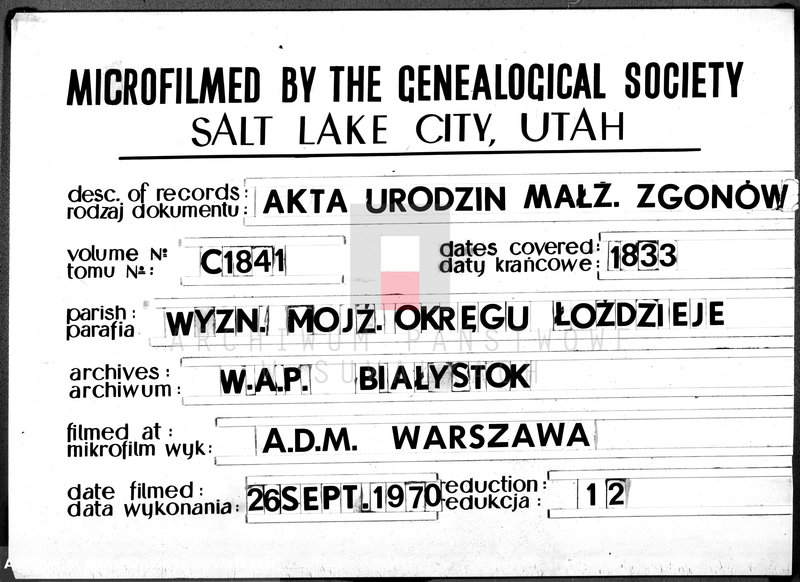 MICROFILMED BY THE GENEALOGICAL SOCIETY
SALT LAKE CITY, UTAH
desc. of records: AKTA URODZIN MAŁŻ. ZGONÓW
rodzaj dokumentu:
volume №: C1841 dates covered: 1833
tomu №: daty krańcowe:
parish: WYZN. MOJŻ. OKRĘGU ŁOŻDZIEJE
parafia
ARCHIWUM PAŃSTWOWE
W SUWAŁKACH
archives: W.A.P. BIAŁYSTOK
archiwum:
filmed at: A.D.M. WARSZAWA
mikrofilm wyk:
date filmed: 26 SEPT. 1970 reduction: 12
data wykonania: redukcja:
A